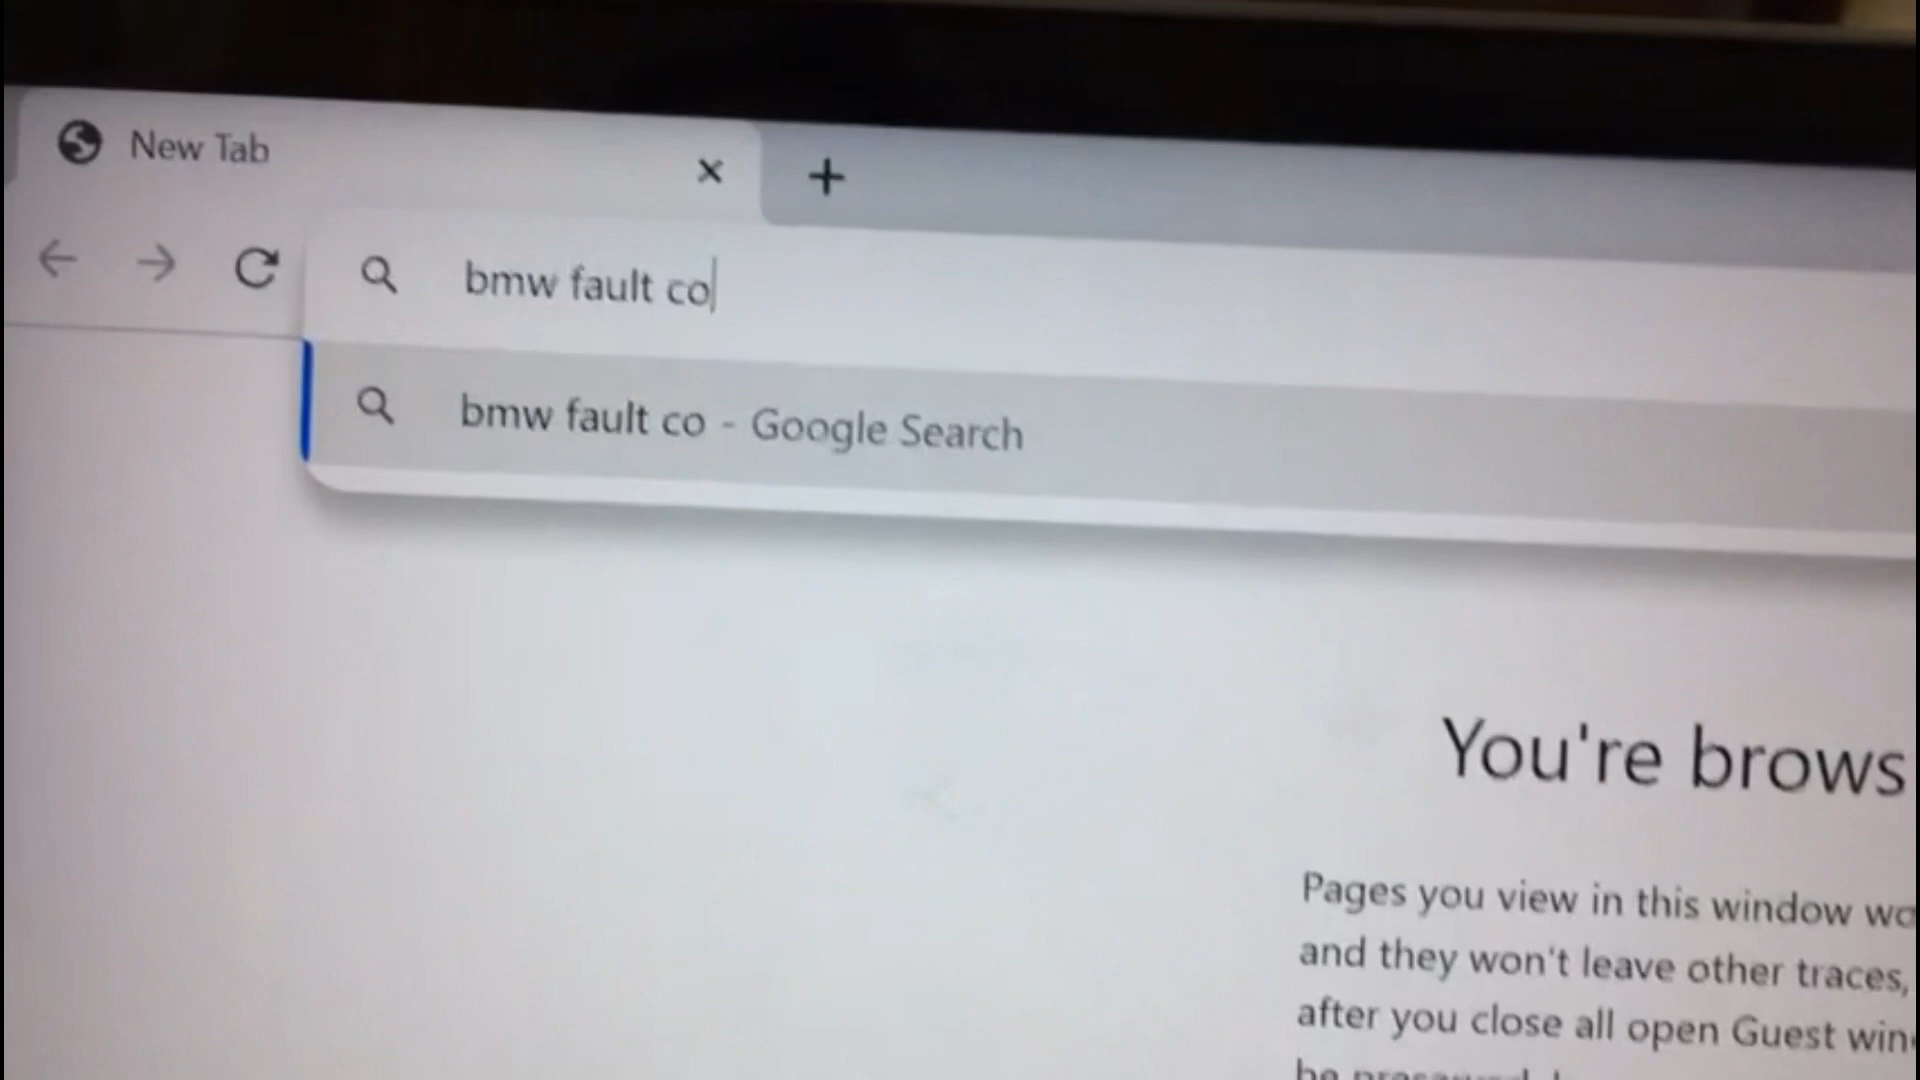 New Tab
bmw fault co
bmw fault co - Google Search
You're brows
Pages you view in this window wo
and they won't leave other traces,
after you close all open Guest win